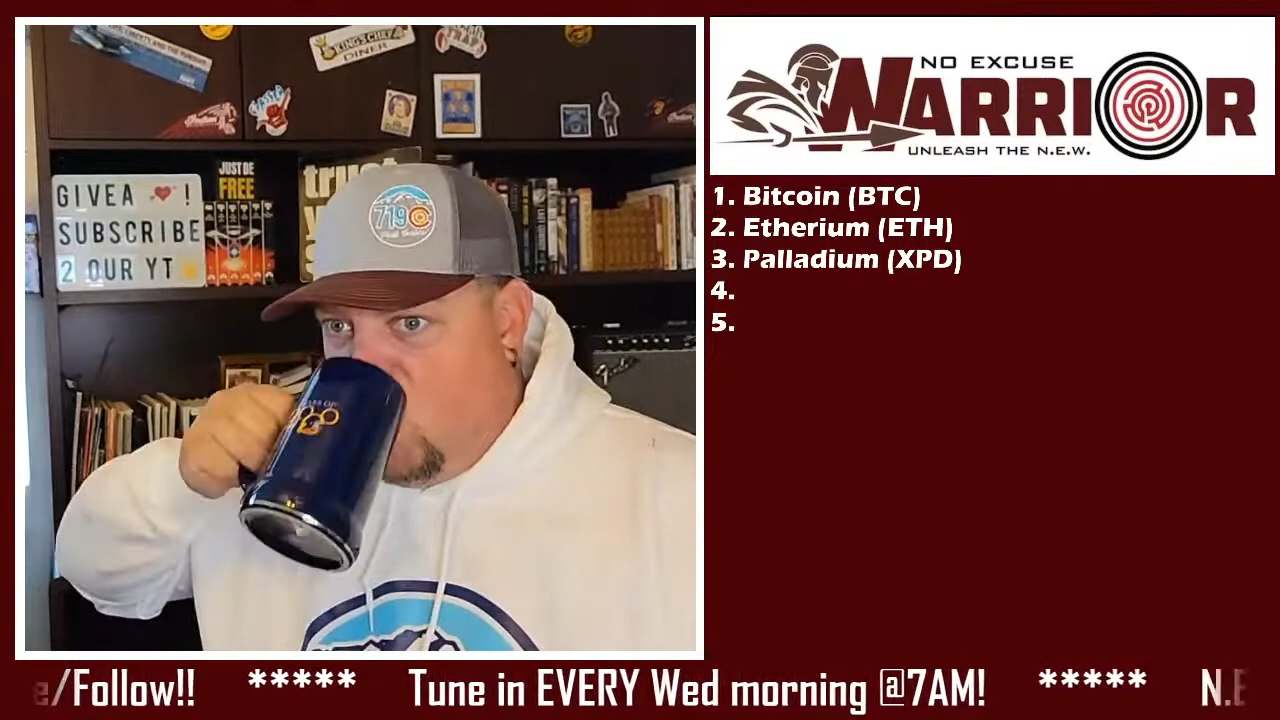 KING'S CHEF
DINER
JUST BE
FREE
GIVE A ❤ !
SUBSCRIBE
2 OUR YT
719
NO EXCUSE
WARRIOR
UNLEASH THE N.E.W.
1. Bitcoin (BTC)
2. Etherium (ETH)
3. Palladium (XPD)
4.
5.
e/Follow!! ***** Tune in EVERY Wed morning @7AM! ***** N.E